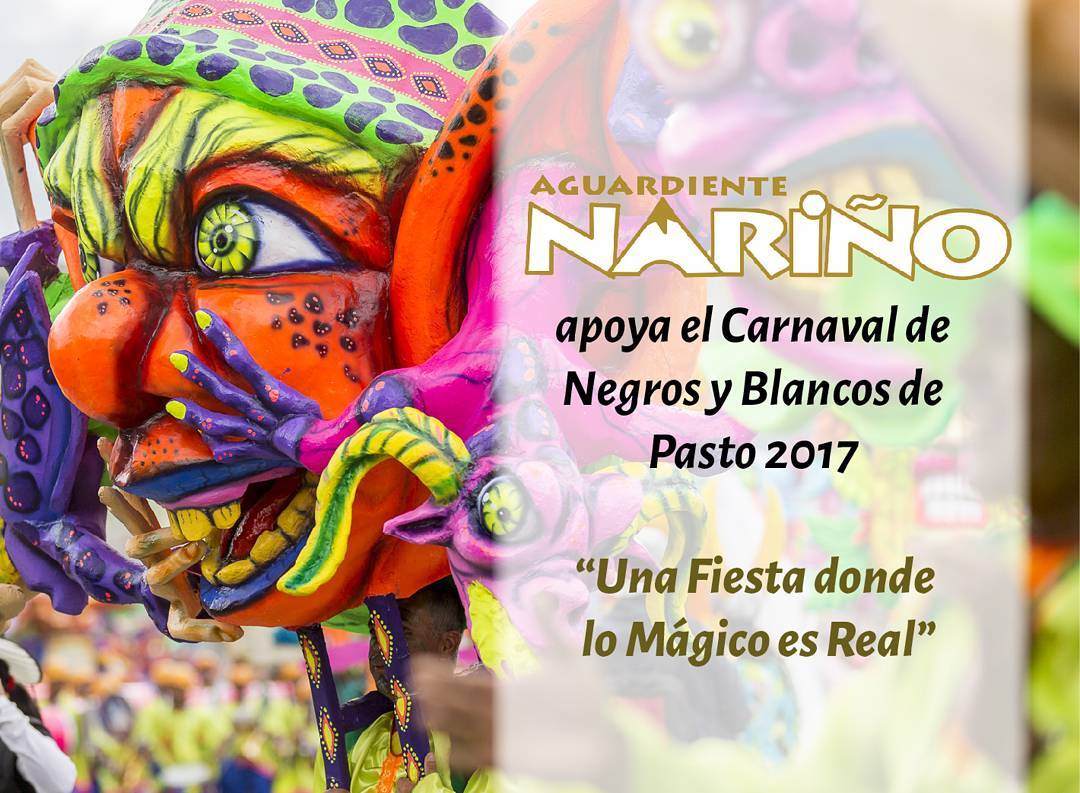 AGUARDIENTE
NARIÑO
apoya el Carnaval de
Negros y Blancos de
Pasto 2017
“Una Fiesta donde
lo Mágico es Real”